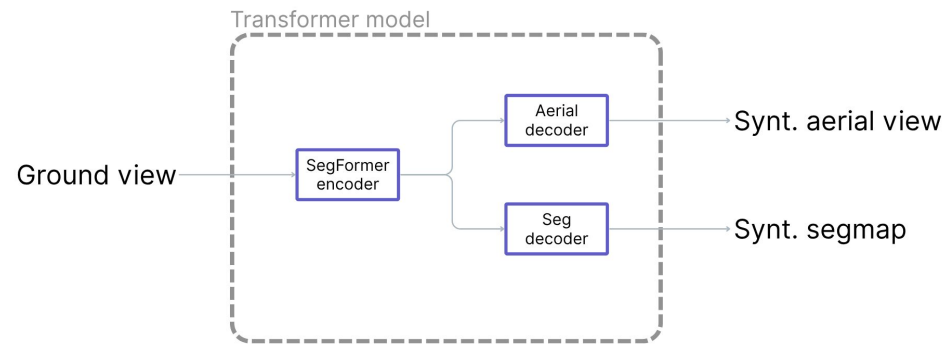 Transformer model
Aerial
decoder
Synt. aerial view
Ground view
SegFormer
encoder
Seg
decoder
Synt. segmap